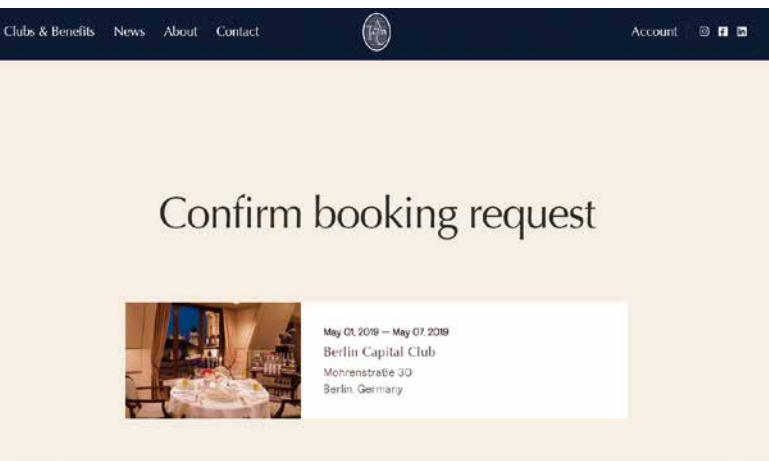 Clubs & Benefits News About Contact Account
Confirm booking request
May 01, 2019 — May 07, 2019
Berlin Capital Club
Mohrenstraße 30
Berlin, Germany